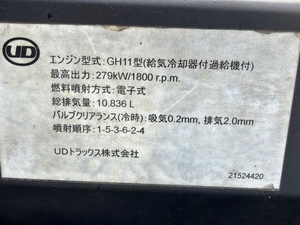 UD
エンジン型式：GH11型(給気冷却器付過給機付)
最高出力：279kW/1800 r.p.m.
燃料噴射方式：電子式
総排気量：10.836 L
バルブクリアランス(冷時)：吸気0.2mm, 排気2.0mm
噴射順序：1-5-3-6-2-4
UDトラックス株式会社
21524420